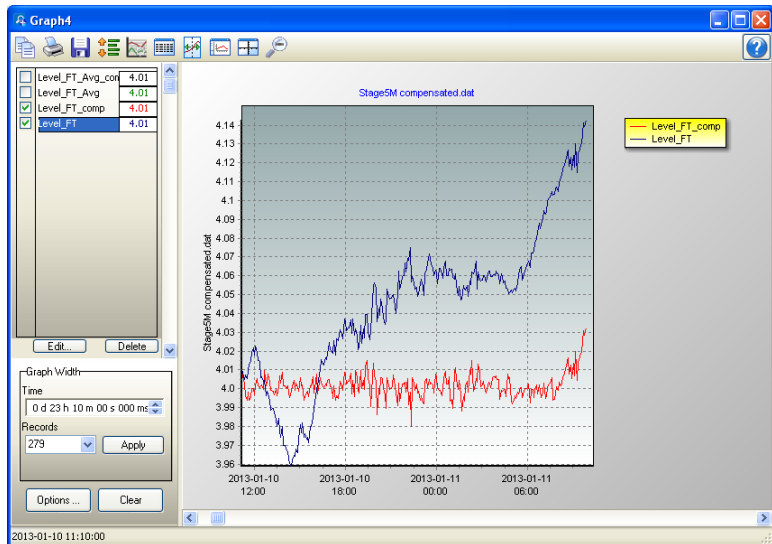 Graph4
Level_FT_Avg_con 4.01
Level_FT_Avg 4.01
Level_FT_comp 4.01
Level_FT 4.01
Edit...
Delete
Graph Width
Time
0 d 23 h 10 m 00 s 000 ms
Records
279
Apply
Options ...
Clear
Stage5M compensated.dat
Stage5M compensated.dat
4.14
4.13
4.12
4.11
4.1
4.09
4.08
4.07
4.06
4.05
4.04
4.03
4.02
4.01
4.0
3.99
3.98
3.97
3.96
2013-01-10 2013-01-10 2013-01-11 2013-01-11
12:00 18:00 00:00 06:00
Level_FT_comp
Level_FT
2013-01-10 11:10:00